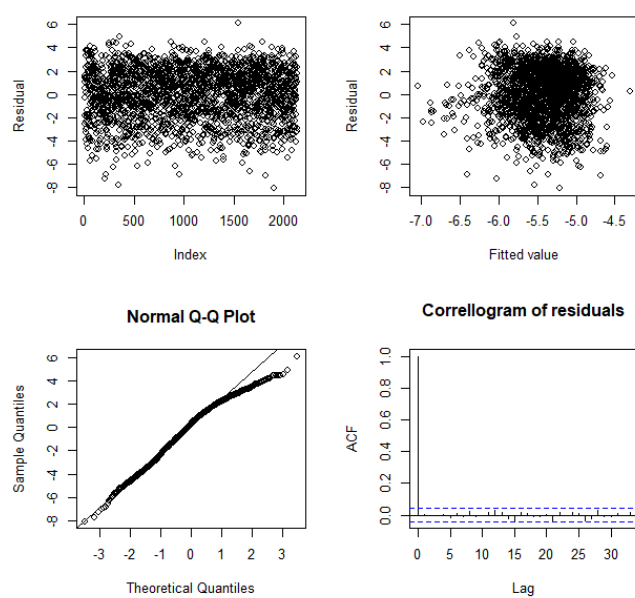 6
4
2
0
-2
-4
-6
-8
Residual
0 500 1000 1500 2000
Index
6
4
2
0
-2
-4
-6
-8
Residual
-7.0 -6.5 -6.0 -5.5 -5.0 -4.5
Fitted value
Normal Q-Q Plot
6
4
2
0
-2
-4
-6
-8
Sample Quantiles
-3 -2 -1 0 1 2 3
Theoretical Quantiles
Correllogram of residuals
1.0
0.8
0.6
0.4
0.2
0.0
ACF
0 5 10 15 20 25 30
Lag